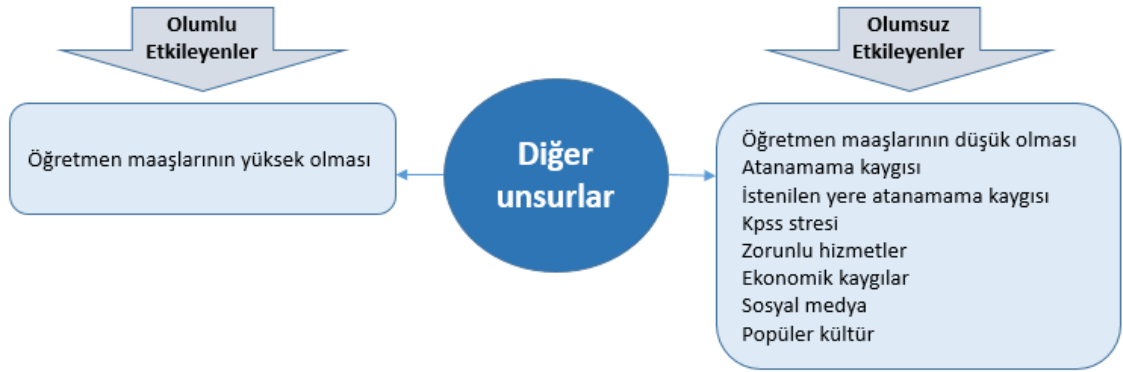 Olumlu
Etkileyenler
Olumsuz
Etkileyenler
Öğretmen maaşlarının yüksek olması
Diğer
unsurlar
Öğretmen maaşlarının düşük olması
Atanamama kaygısı
İstenilen yere atanamama kaygısı
Kpss stresi
Zorunlu hizmetler
Ekonomik kaygılar
Sosyal medya
Popüler kültür